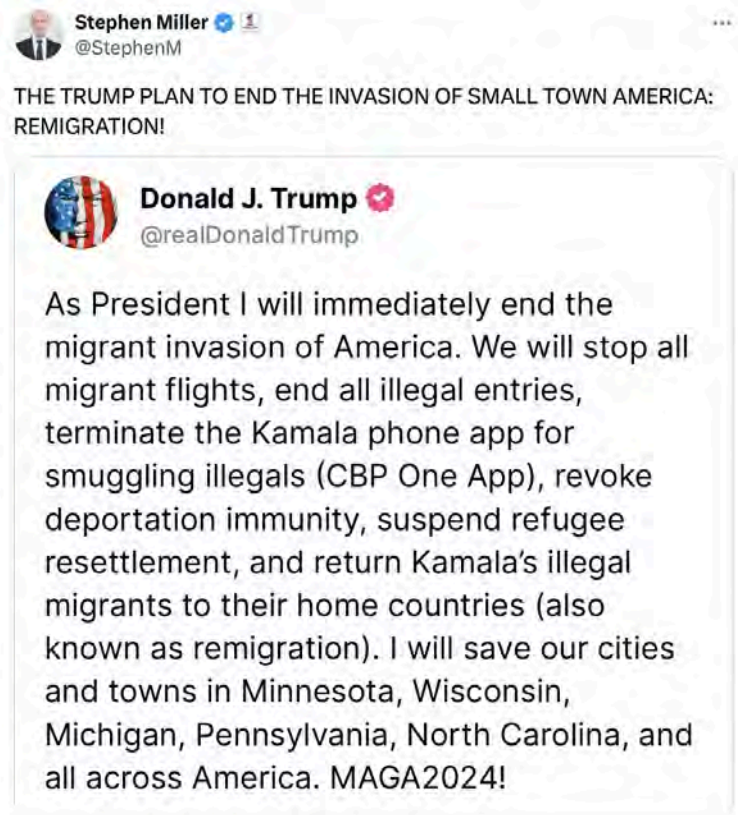 Stephen Miller
@StephenM
THE TRUMP PLAN TO END THE INVASION OF SMALL TOWN AMERICA:
REMIGRATION!
Donald J. Trump
@realDonaldTrump
As President I will immediately end the
migrant invasion of America. We will stop all
migrant flights, end all illegal entries,
terminate the Kamala phone app for
smuggling illegals (CBP One App), revoke
deportation immunity, suspend refugee
resettlement, and return Kamala’s illegal
migrants to their home countries (also
known as remigration). I will save our cities
and towns in Minnesota, Wisconsin,
Michigan, Pennsylvania, North Carolina, and
all across America. MAGA2024!